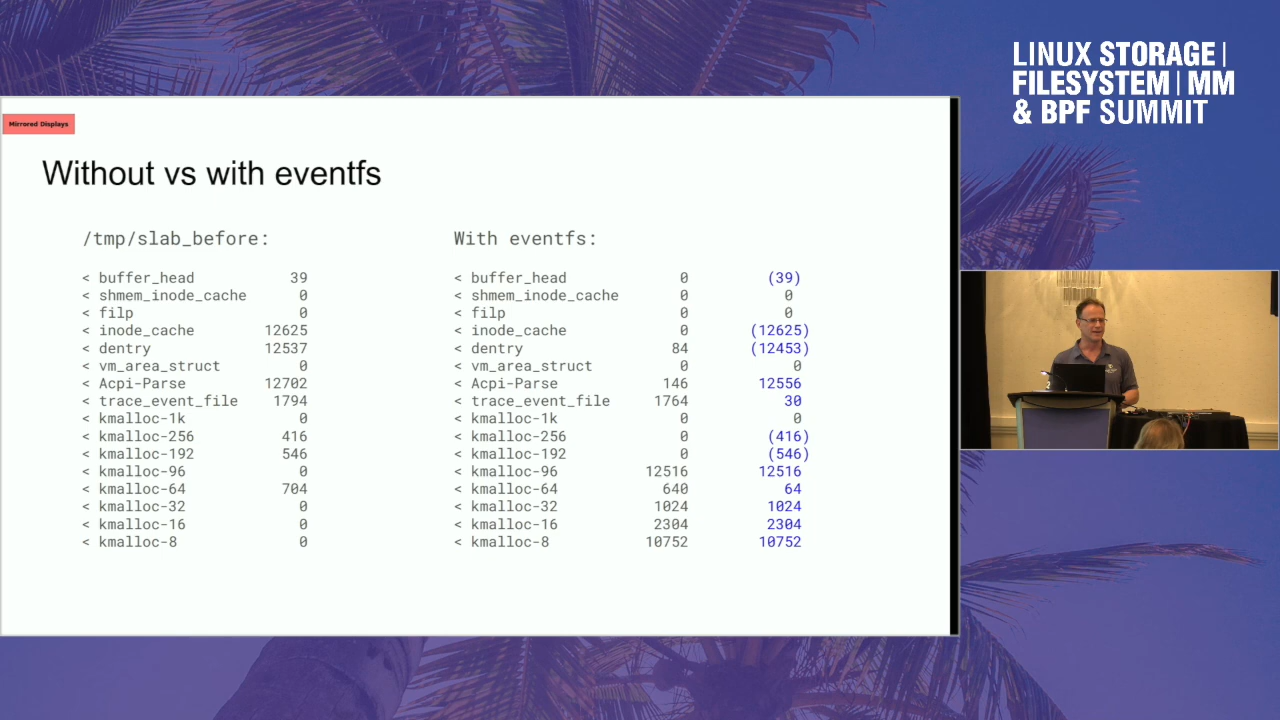 LINUX STORAGE |
FILESYSTEM | MM
& BPF SUMMIT
Mirrored Displays
Without vs with eventfs
/tmp/slab_before:
< buffer_head 39
< shmem_inode_cache 0
< filp 0
< inode_cache 12625
< dentry 12537
< vm_area_struct 0
< Acpi-Parse 12702
< trace_event_file 1794
< kmalloc-1k 0
< kmalloc-256 416
< kmalloc-192 546
< kmalloc-96 0
< kmalloc-64 704
< kmalloc-32 0
< kmalloc-16 0
< kmalloc-8 0
With eventfs:
< buffer_head 0 (39)
< shmem_inode_cache 0 0
< filp 0 0
< inode_cache 0 (12625)
< dentry 84 (12453)
< vm_area_struct 0 0
< Acpi-Parse 146 12556
< trace_event_file 1764 30
< kmalloc-1k 0 0
< kmalloc-256 0 (416)
< kmalloc-192 0 (546)
< kmalloc-96 12516 12516
< kmalloc-64 640 64
< kmalloc-32 1024 1024
< kmalloc-16 2304 2304
< kmalloc-8 10752 10752